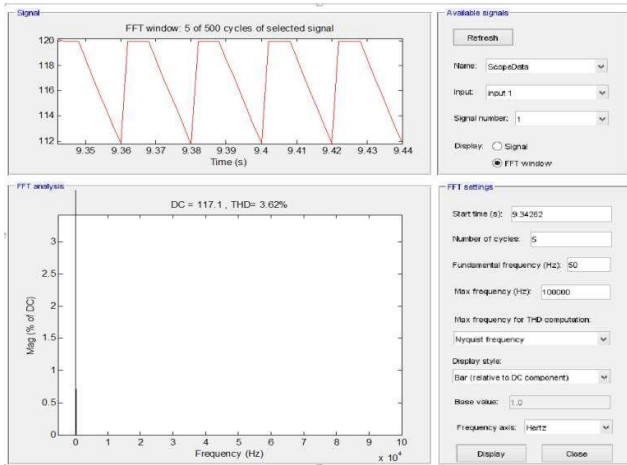 Signal
FFT window: 5 of 500 cycles of selected signal
120
118
116
114
112
9.35 9.36 9.37 9.38 9.39 9.4 9.41 9.42 9.43 9.44
Time (s)
Available signals
Refresh
Name: ScopeData
Input: input 1
Signal number: 1
Display: Signal
FFT window
FFT analysis
DC = 117.1 , THD= 3.62%
3
2.5
2
1.5
1
0.5
0
Mag (% of DC)
0 1 2 3 4 5 6 7 8 9 10
Frequency (Hz)
x 10⁴
FFT settings
Start time (s): 9.34262
Number of cycles: 5
Fundamental frequency (Hz): 50
Max frequency (Hz): 100000
Max frequency for THD computation:
Nyquist frequency
Display style:
Bar (relative to DC component)
Base value: 1.0
Frequency axis: Hertz
Display Close